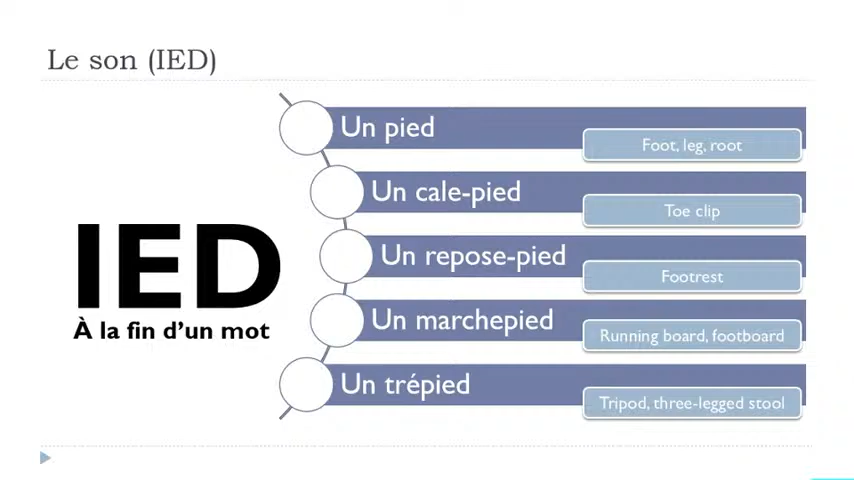 Le son (IED)
Un pied
Foot, leg, root
Un cale-pied
Toe clip
Un repose-pied
Footrest
IED
À la fin d'un mot
Un marchepied
Running board, footboard
Un trépied
Tripod, three-legged stool